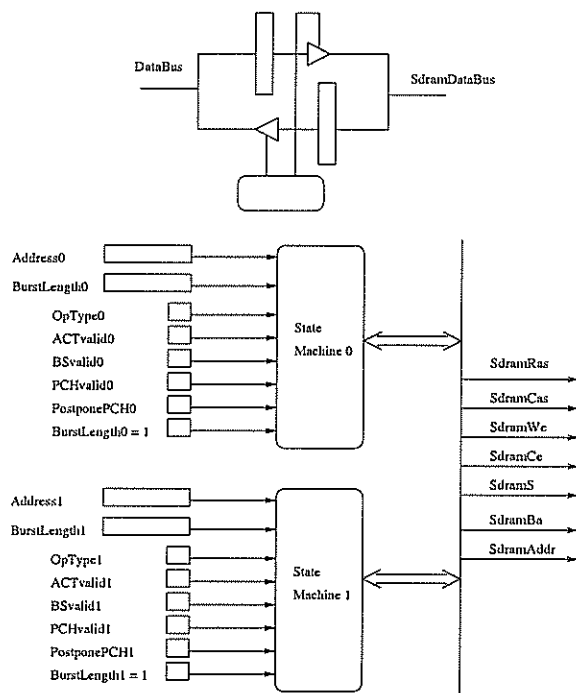 DataBus
SdramDataBus
Address0
BurstLength0
OpType0
ACTvalid0
BSvalid0
PCHvalid0
PostponePCH0
BurstLength0 = 1
State
Machine 0
SdramRas
SdramCas
SdramWe
SdramCe
SdramS
SdramBa
SdramAddr
Address1
BurstLength1
OpType1
ACTvalid1
BSvalid1
PCHvalid1
PostponePCH1
BurstLength1 = 1
State
Machine 1